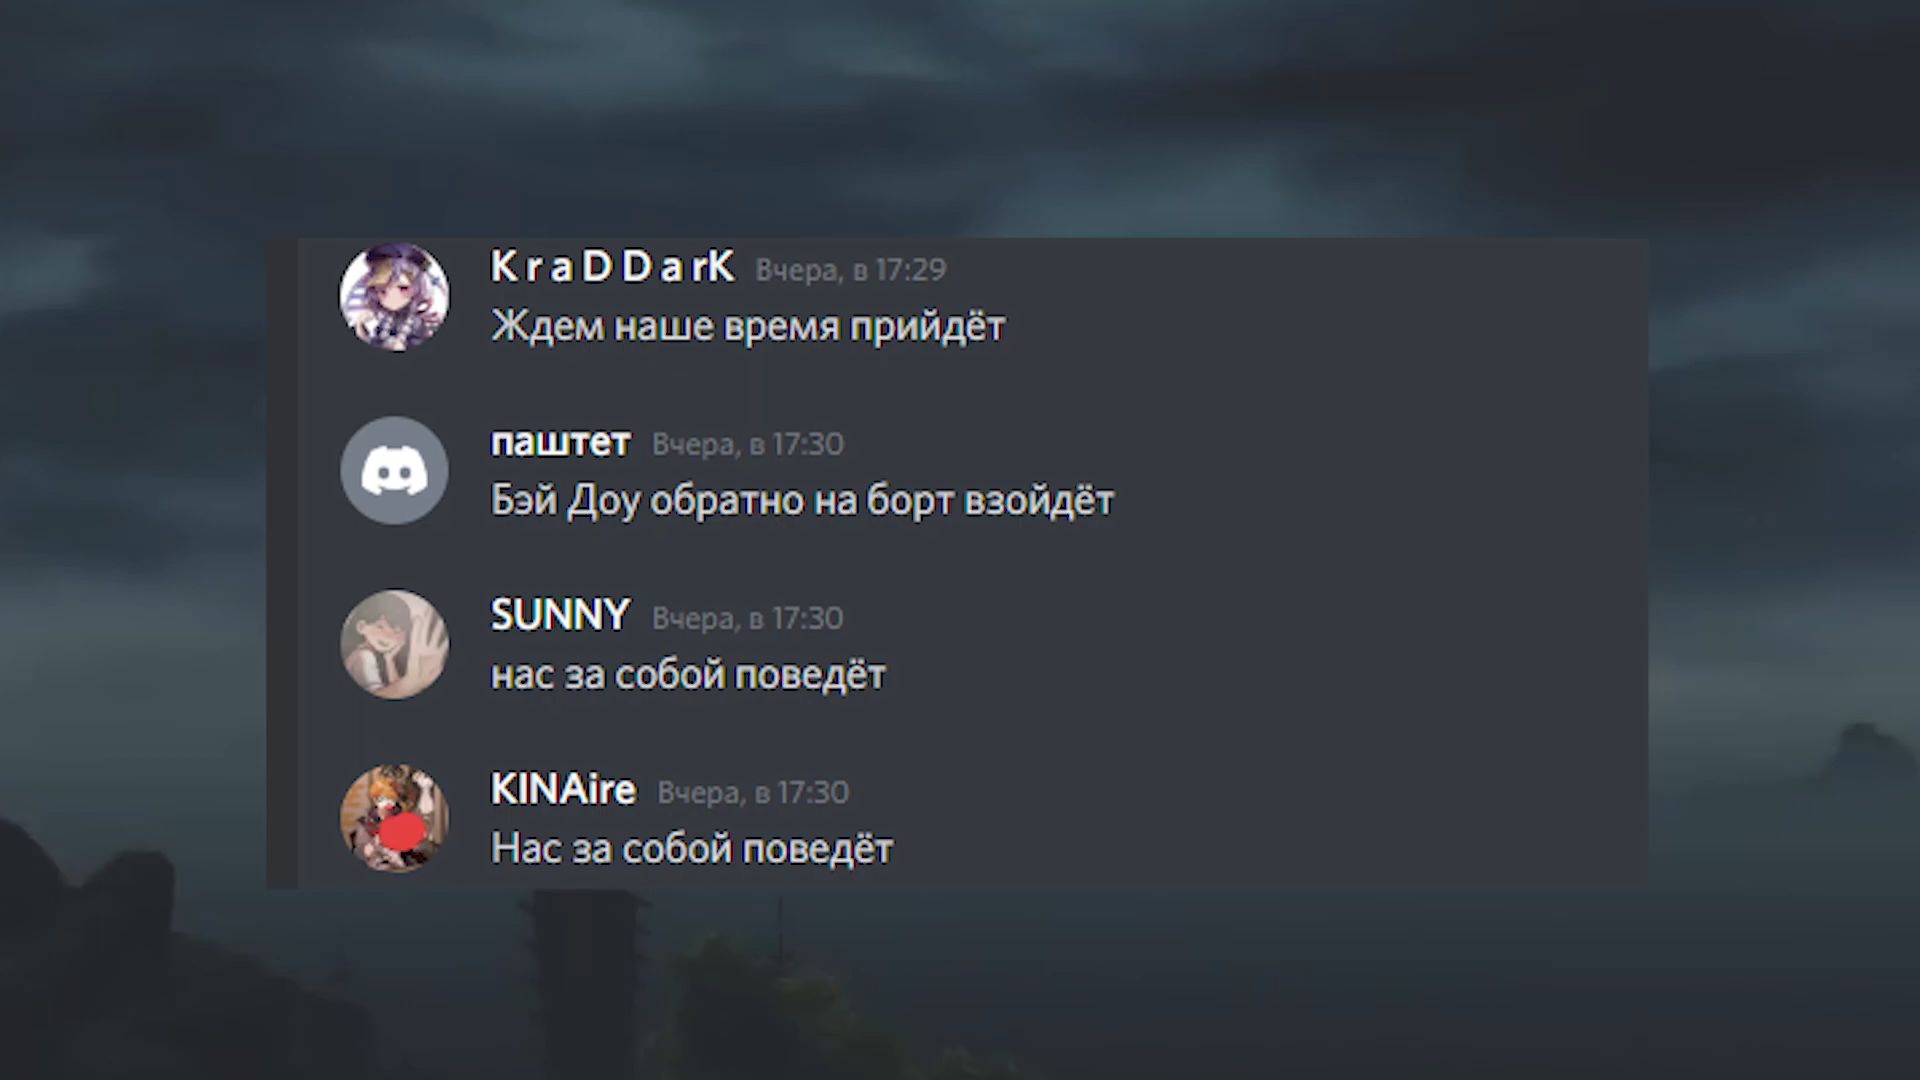 K r a D D a rK Вчера, в 17:29
Ждем наше время прийдёт
паштет Вчера, в 17:30
Бэй Доу обратно на борт взойдёт
SUNNY Вчера, в 17:30
нас за собой поведёт
KINAire Вчера, в 17:30
Нас за собой поведёт